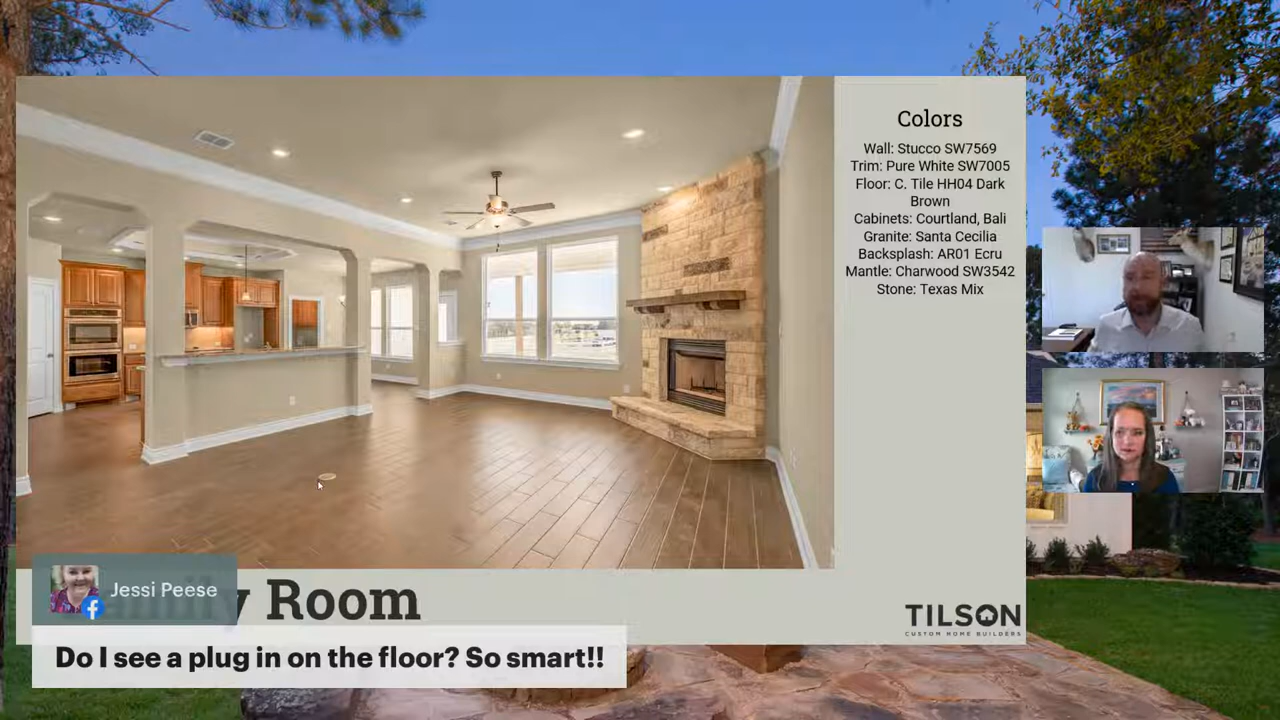 Colors
Wall: Stucco SW7569
Trim: Pure White SW7005
Floor: C. Tile HH04 Dark
Brown
Cabinets: Courtland, Bali
Granite: Santa Cecilia
Backsplash: AR01 Ecru
Mantle: Charwood SW3542
Stone: Texas Mix
Jessi Peese
Family Room
TILSON
CUSTOM HOME BUILDERS
Do I see a plug in on the floor? So smart!!